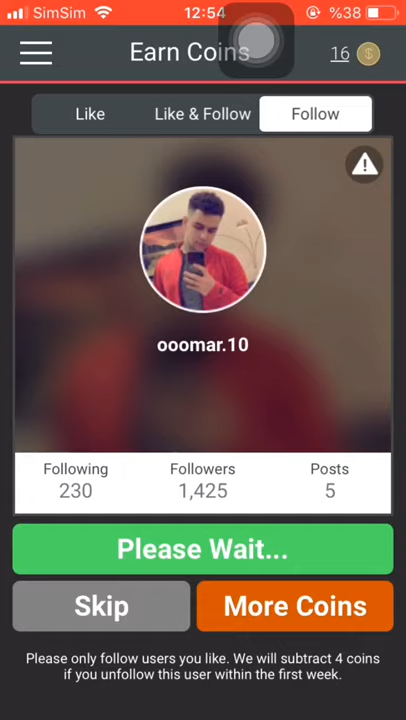 SimSim 12:54 %38
Earn Coins 16
Like Like & Follow Follow
ooomar.10
Following Followers Posts
230 1,425 5
Please Wait...
Skip More Coins
Please only follow users you like. We will subtract 4 coins
if you unfollow this user within the first week.